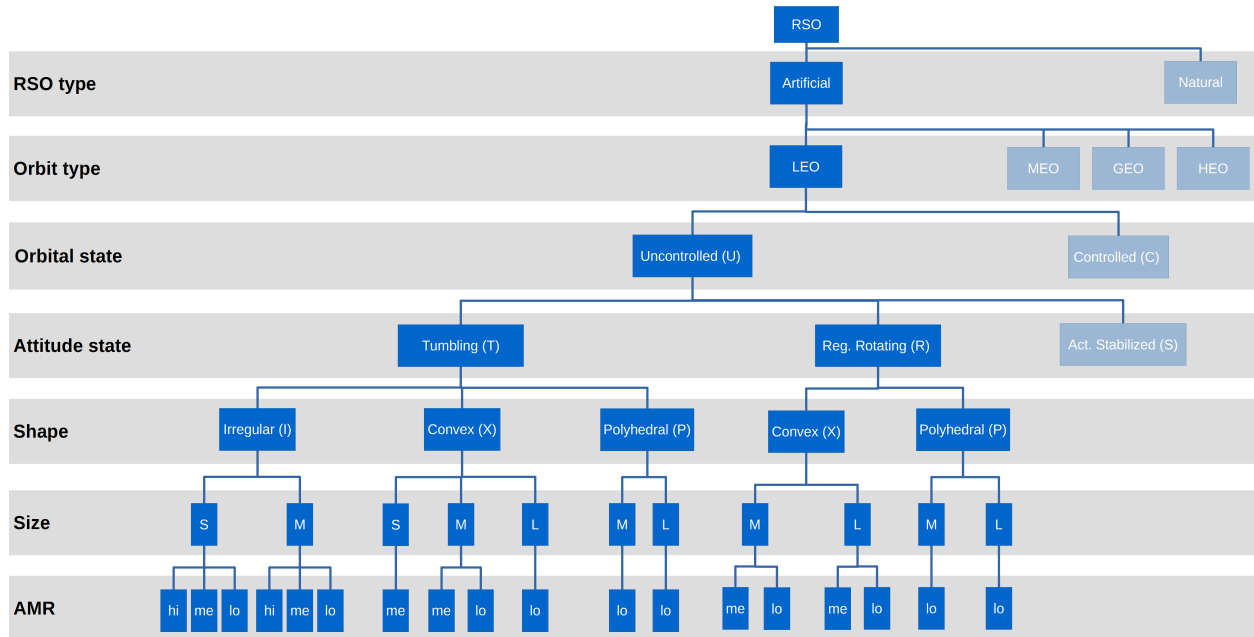 RSO
RSO type
Artificial
Natural
Orbit type
LEO
MEO
GEO
HEO
Orbital state
Uncontrolled (U)
Controlled (C)
Attitude state
Tumbling (T)
Reg. Rotating (R)
Act. Stabilized (S)
Shape
Irregular (I)
Convex (X)
Polyhedral (P)
Convex (X)
Polyhedral (P)
Size
S
M
S
M
L
M
L
M
L
M
L
AMR
hi
me
lo
hi
me
lo
me
me
lo
lo
lo
lo
me
lo
me
lo
lo
lo